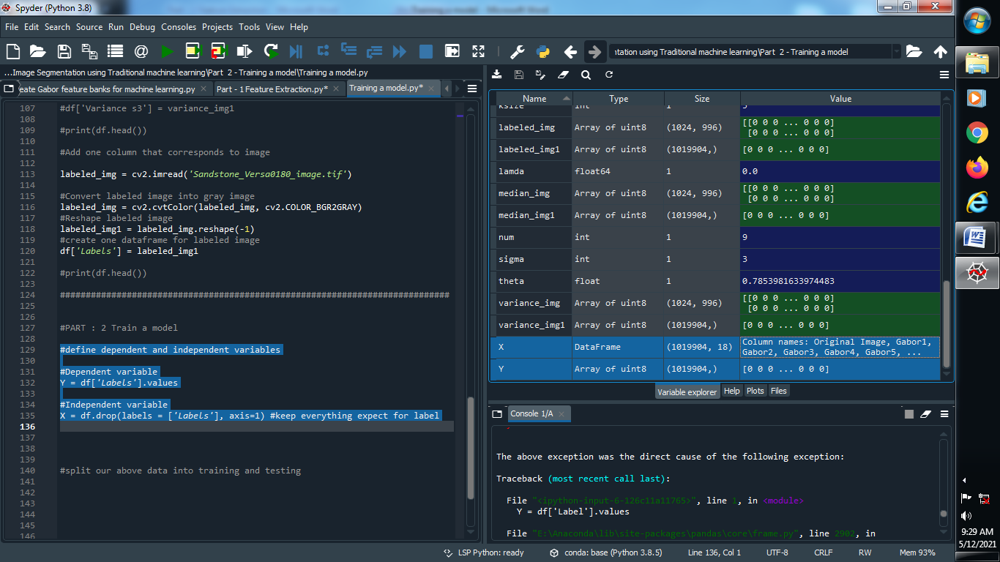 Spyder (Python 3.8)
File Edit Search Source Run Debug Consoles Projects Tools View Help
ntation using Traditional machine learning\Part 2 - Training a model
...Image Segmentation using Traditional machine learning\Part 2 - Training a model\Training a model.py
eate Gabor feature banks for machine learning.py
Part - 1 Feature Extraction.py*
Training a model.py*
107 #df['Variance s3'] = variance_img1
108
109 #print(df.head())
110
111 #Add one column that corresponds to image
112
113 labeled_img = cv2.imread('Sandstone_Versa0180_image.tif')
114
115 #Convert labeled image into gray image
116 labeled_img = cv2.cvtColor(labeled_img, cv2.COLOR_BGR2GRAY)
117 #Reshape labeled image
118 labeled_img1 = labeled_img.reshape(-1)
119 #create one dataframe for labeled image
120 df['Labels'] = labeled_img1
121
122 #print(df.head())
123
124 ############################################################################
125
126
127 #PART : 2 Train a model
128
129 #define dependent and independent variables
130
131 #Dependent variable
132 Y = df['Labels'].values
133
134 #Independent variable
135 X = df.drop(labels = ['Labels'], axis=1) #keep everything expect for label
136
137
138
139
140 #split our above data into training and testing
141
142
143
144
145
146
Name Type Size Value
ksize int 1 5
labeled_img Array of uint8 (1024, 996) [[0 0 0 ... 0 0 0]
[0 0 0 ... 0 0 0]
labeled_img1 Array of uint8 (1019904,) [0 0 0 ... 0 0 0]
lamda float64 1 0.0
median_img Array of uint8 (1024, 996) [[0 0 0 ... 0 0 0]
[0 0 0 ... 0 0 0]
median_img1 Array of uint8 (1019904,) [0 0 0 ... 0 0 0]
num int 1 9
sigma int 1 3
theta float 1 0.7853981633974483
variance_img Array of uint8 (1024, 996) [[0 0 0 ... 0 0 0]
[0 0 0 ... 0 0 0]
variance_img1 Array of uint8 (1019904,) [0 0 0 ... 0 0 0]
X DataFrame (1019904, 18) Column names: Original Image, Gabor1,
Gabor2, Gabor3, Gabor4, Gabor5, ...
Y Array of uint8 (1019904,) [0 0 0 ... 0 0 0]
Variable explorer Help Plots Files
Console 1/A
The above exception was the direct cause of the following exception:
Traceback (most recent call last):
File "<ipython-input-6-126c11a11765>", line 1, in <module>
Y = df['Label'].values
File "E:\Anaconda\lib\site-packages\pandas\core\frame.py", line 2902, in
LSP Python: ready conda: base (Python 3.8.5) Line 136, Col 1 UTF-8 CRLF RW Mem 93%
9:29 AM
5/12/2021